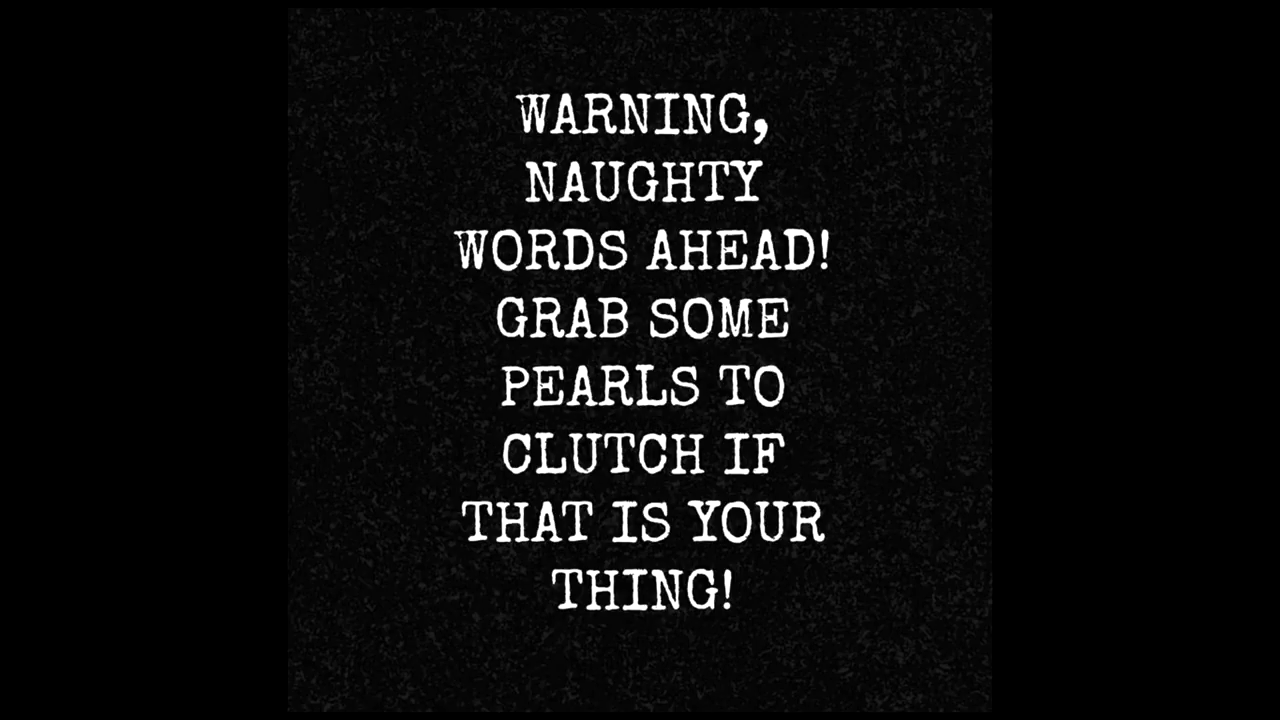 WARNING,
NAUGHTY
WORDS AHEAD!
GRAB SOME
PEARLS TO
CLUTCH IF
THAT IS YOUR
THING!